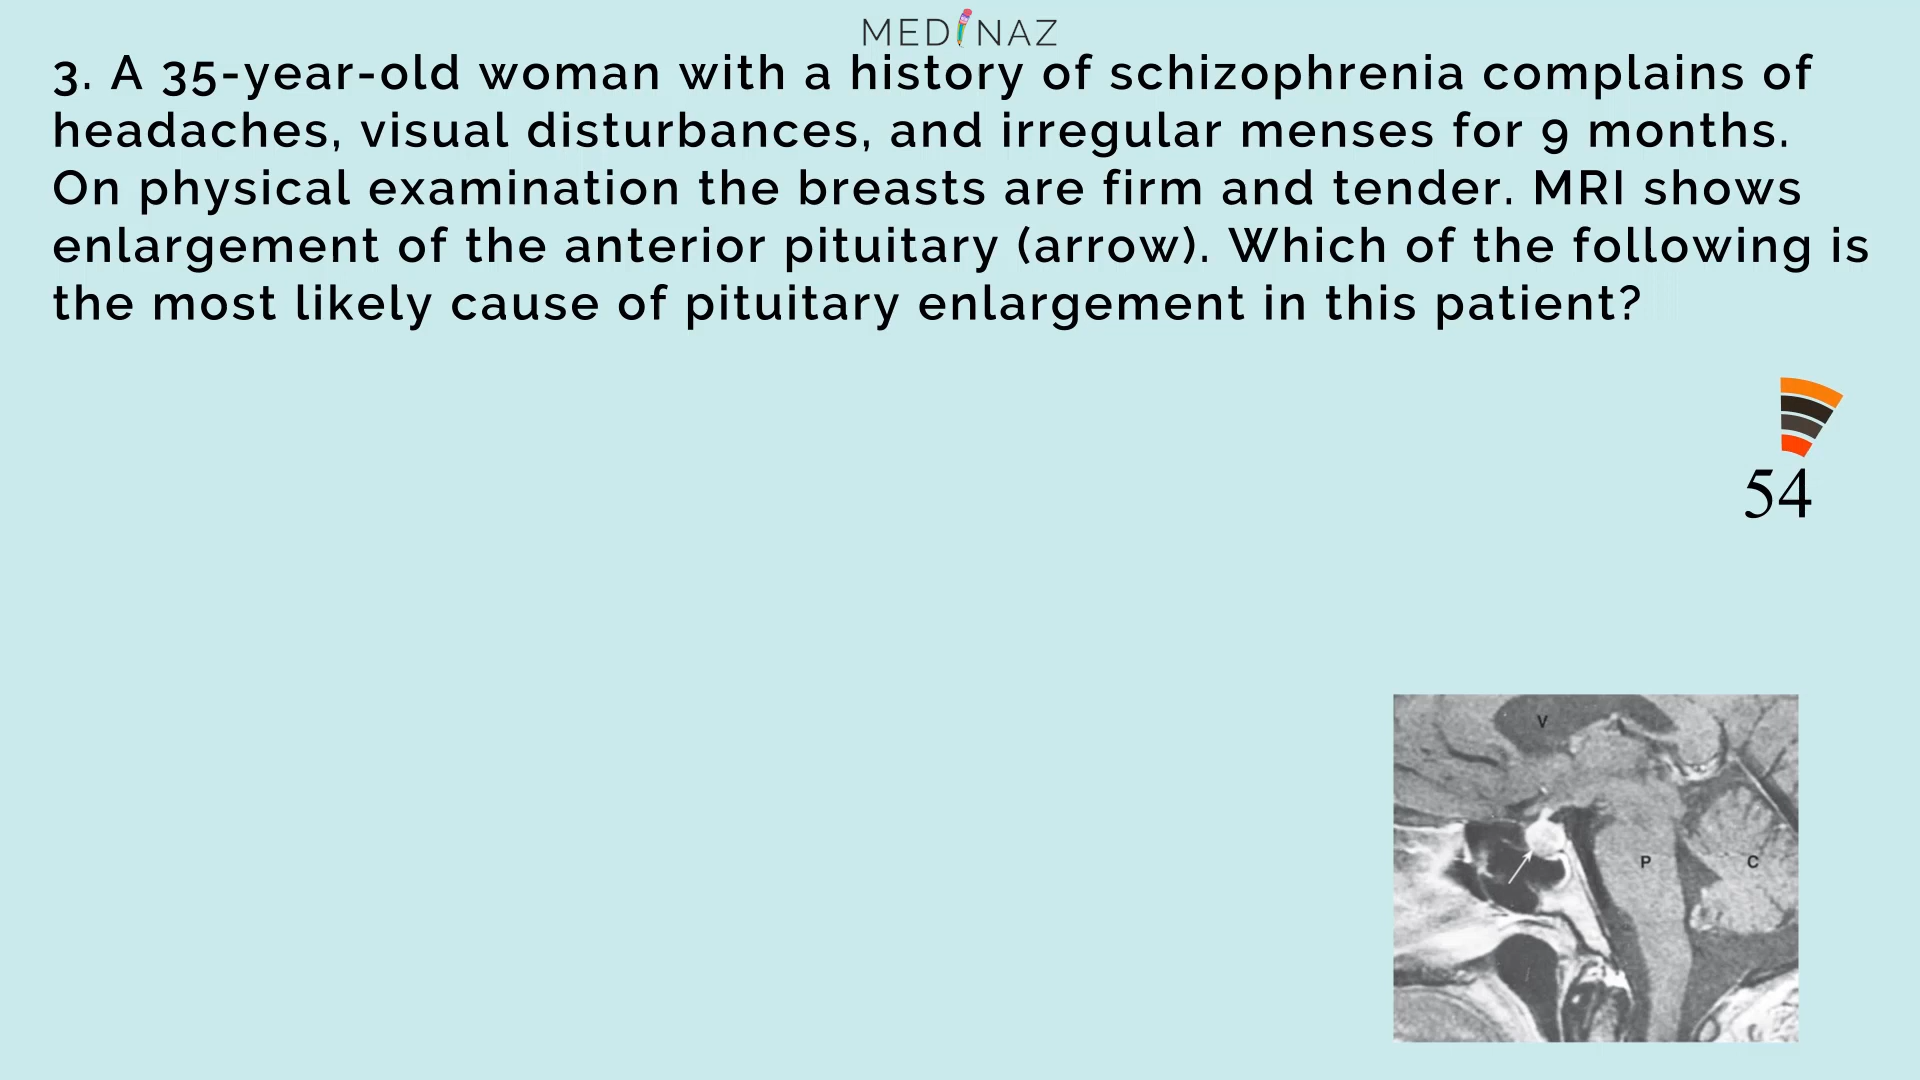 MEDINAZ
3. A 35-year-old woman with a history of schizophrenia complains of
headaches, visual disturbances, and irregular menses for 9 months.
On physical examination the breasts are firm and tender. MRI shows
enlargement of the anterior pituitary (arrow). Which of the following is
the most likely cause of pituitary enlargement in this patient?
54
V
P
C